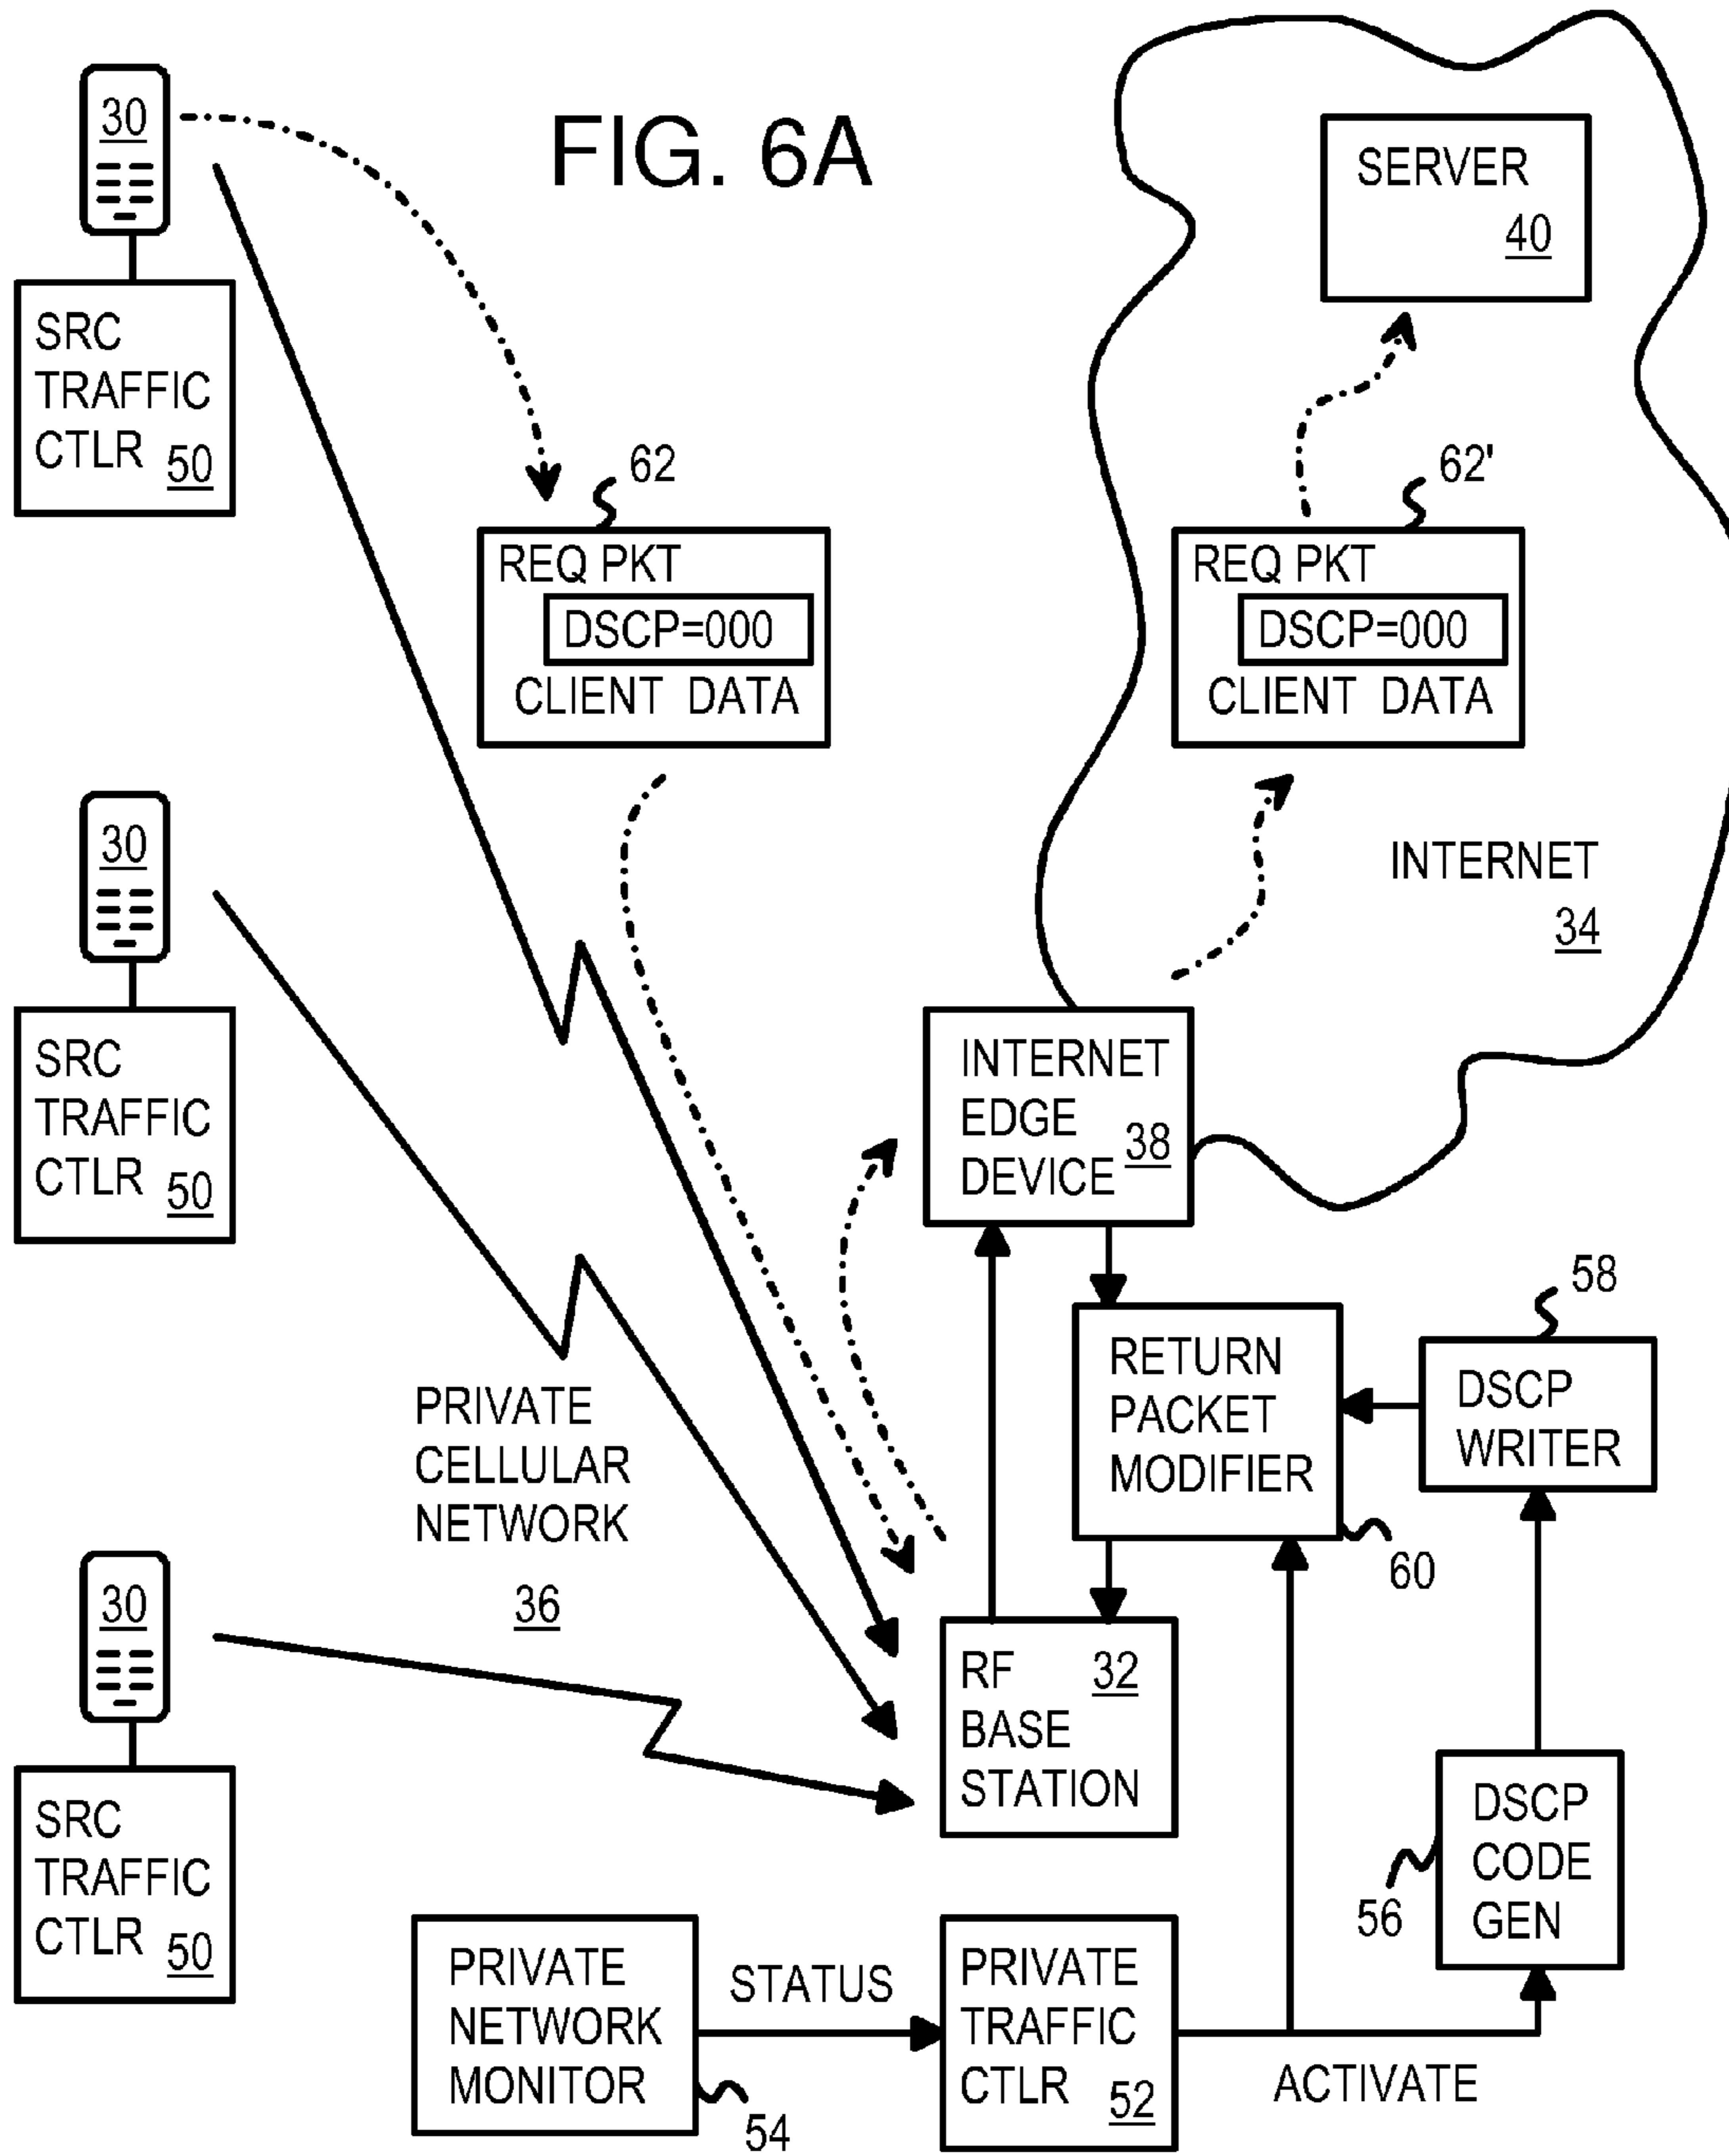 FIG. 6A
30
SRC
TRAFFIC
CTLR 50
62
REQ PKT
DSCP=000
CLIENT DATA
SERVER
40
62'
REQ PKT
DSCP=000
CLIENT DATA
INTERNET
34
30
SRC
TRAFFIC
CTLR 50
INTERNET
EDGE
DEVICE 38
PRIVATE
CELLULAR
NETWORK
36
RETURN
PACKET
MODIFIER
60
58
DSCP
WRITER
30
SRC
TRAFFIC
CTLR 50
RF 32
BASE
STATION
DSCP
CODE
GEN
56
PRIVATE
NETWORK
MONITOR
54
STATUS
PRIVATE
TRAFFIC
CTLR 52
ACTIVATE